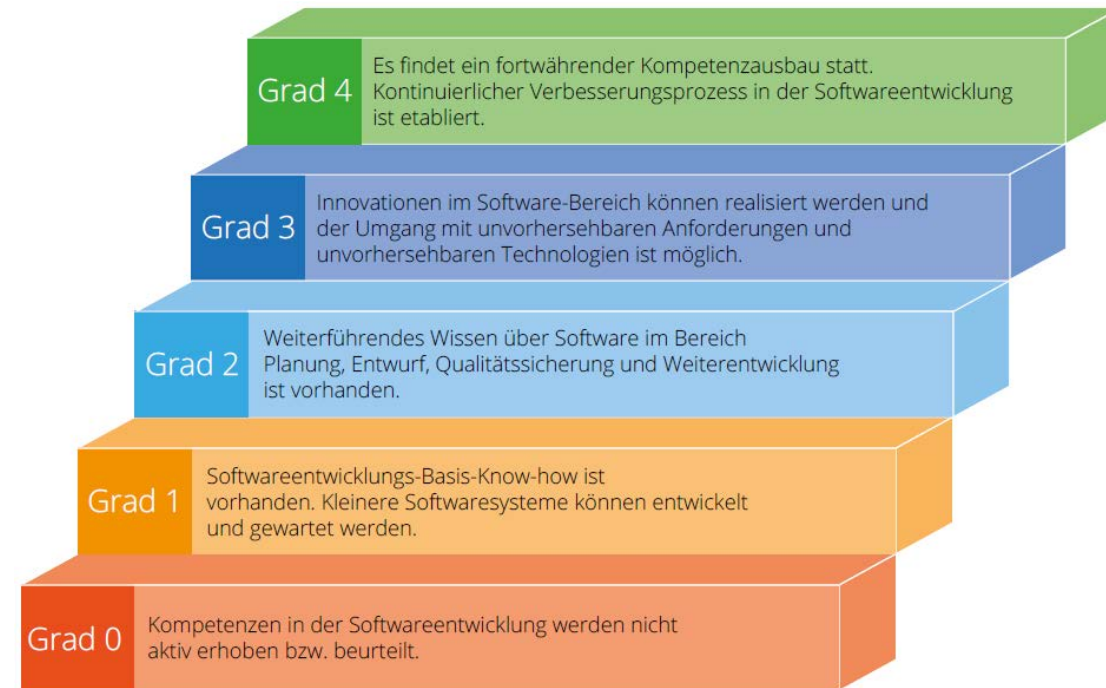 Grad 4
Es findet ein fortwährender Kompetenzausbau statt.
Kontinuierlicher Verbesserungsprozess in der Softwareentwicklung
ist etabliert.
Grad 3
Innovationen im Software-Bereich können realisiert werden und
der Umgang mit unvorhersehbaren Anforderungen und
unvorhersehbaren Technologien ist möglich.
Grad 2
Weiterführendes Wissen über Software im Bereich
Planung, Entwurf, Qualitätssicherung und Weiterentwicklung
ist vorhanden.
Grad 1
Softwareentwicklungs-Basis-Know-how ist
vorhanden. Kleinere Softwaresysteme können entwickelt
und gewartet werden.
Grad 0
Kompetenzen in der Softwareentwicklung werden nicht
aktiv erhoben bzw. beurteilt.